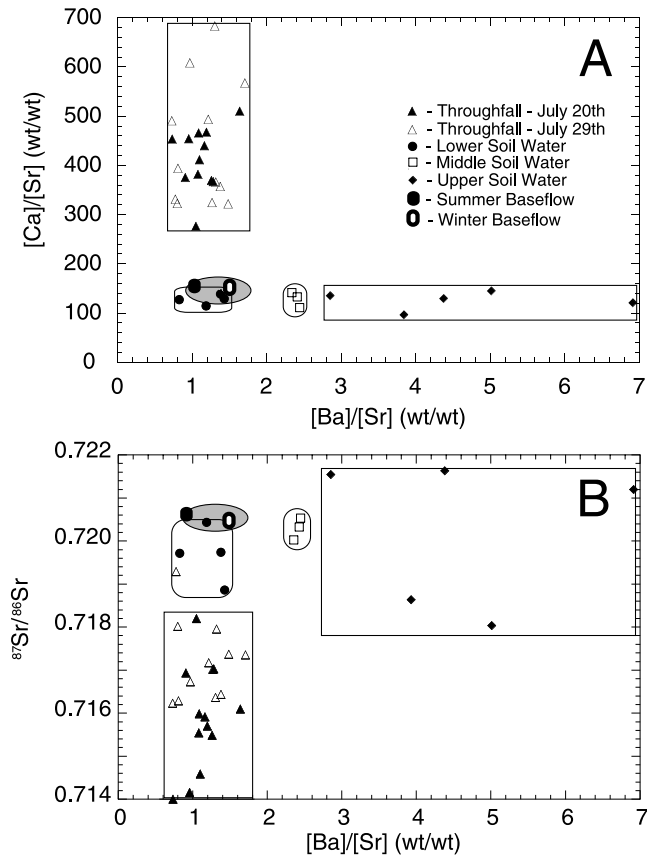 700
600
500
400
300
200
100
0
[Ca]/[Sr] (wt/wt)
A
- Throughfall - July 20th
- Throughfall - July 29th
- Lower Soil Water
- Middle Soil Water
- Upper Soil Water
- Summer Baseflow
- Winter Baseflow
0 1 2 3 4 5 6 7
[Ba]/[Sr] (wt/wt)
0.722
0.720
0.718
0.716
0.714
⁸⁷Sr/⁸⁶Sr
B
0 1 2 3 4 5 6 7
[Ba]/[Sr] (wt/wt)